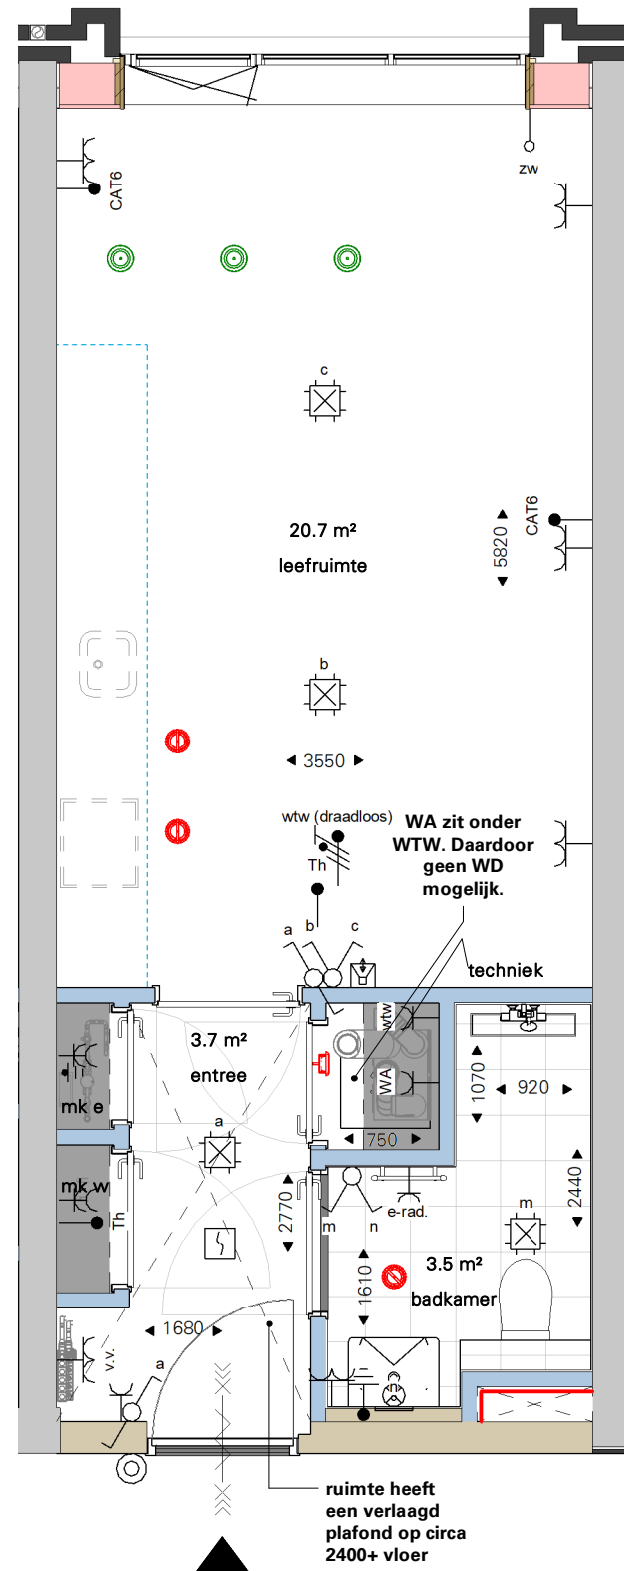 zw
CAT6
c
20.7 m²
leefruimte
CAT6
5820
b
3550
wtw (draadloos)
Th
WA zit onder
WTW. Daardoor
geen WD
mogelijk.
a
b
c
techniek
3.7 m²
entree
wtw
WA
mk e
1070
920
750
a
mk w
Th
2770
m
n
e-rad.
m
2440
3.5 m²
badkamer
1610
1680
v.v.
a
n
ruimte heeft
een verlaagd
plafond op circa
2400+ vloer